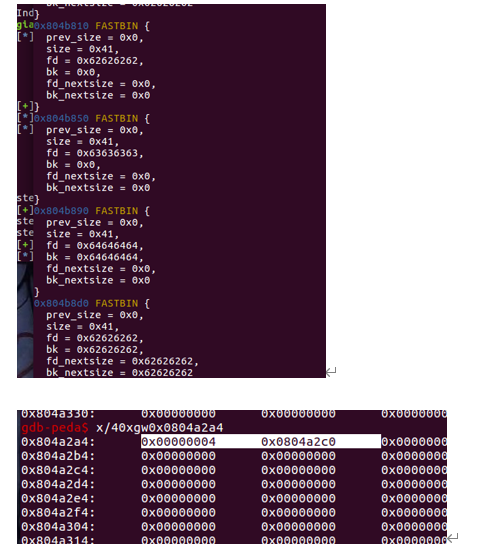 bk_nextsize = 0x62626262
Ind}
gia0x804b810 FASTBIN {
[*]  prev_size = 0x0,
size = 0x41,
fd = 0x62626262,
bk = 0x0,
fd_nextsize = 0x0,
bk_nextsize = 0x0
[+]}
[*]0x804b850 FASTBIN {
[*]  prev_size = 0x0,
size = 0x41,
fd = 0x63636363,
bk = 0x0,
fd_nextsize = 0x0,
bk_nextsize = 0x0
ste}
[+]0x804b890 FASTBIN {
ste  prev_size = 0x0,
ste  size = 0x41,
[+]  fd = 0x64646464,
[*]  bk = 0x64646464,
fd_nextsize = 0x0,
bk_nextsize = 0x0
}
0x804b8d0 FASTBIN {
prev_size = 0x0,
size = 0x41,
fd = 0x62626262,
bk = 0x62626262,
fd_nextsize = 0x62626262,
bk_nextsize = 0x62626262
0x804a330: 0x00000000 0x00000000 0x0000000
gdb-peda$ x/40xgw0x0804a2a4
0x804a2a4: 0x00000004 0x0804a2c0 0x0000000
0x804a2b4: 0x00000000 0x00000000 0x0000000
0x804a2c4: 0x00000000 0x00000000 0x0000000
0x804a2d4: 0x00000000 0x00000000 0x0000000
0x804a2e4: 0x00000000 0x00000000 0x0000000
0x804a2f4: 0x00000000 0x00000000 0x0000000
0x804a304: 0x00000000 0x00000000 0x0000000
0x804a314: 0x00000000 0x00000000 0x0000000